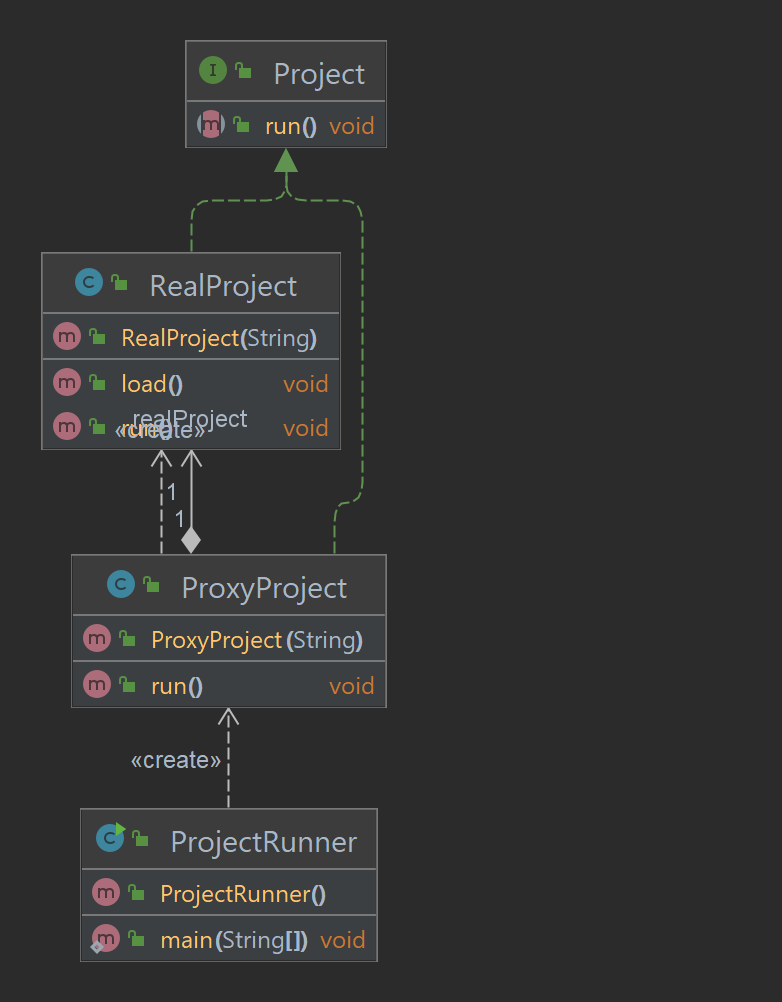 I Project
m run() void
C RealProject
m RealProject(String)
m load() void
m run() void
realProject
«create»
1
1
C ProxyProject
m ProxyProject(String)
m run() void
«create»
C ProjectRunner
m ProjectRunner()
m main(String[]) void